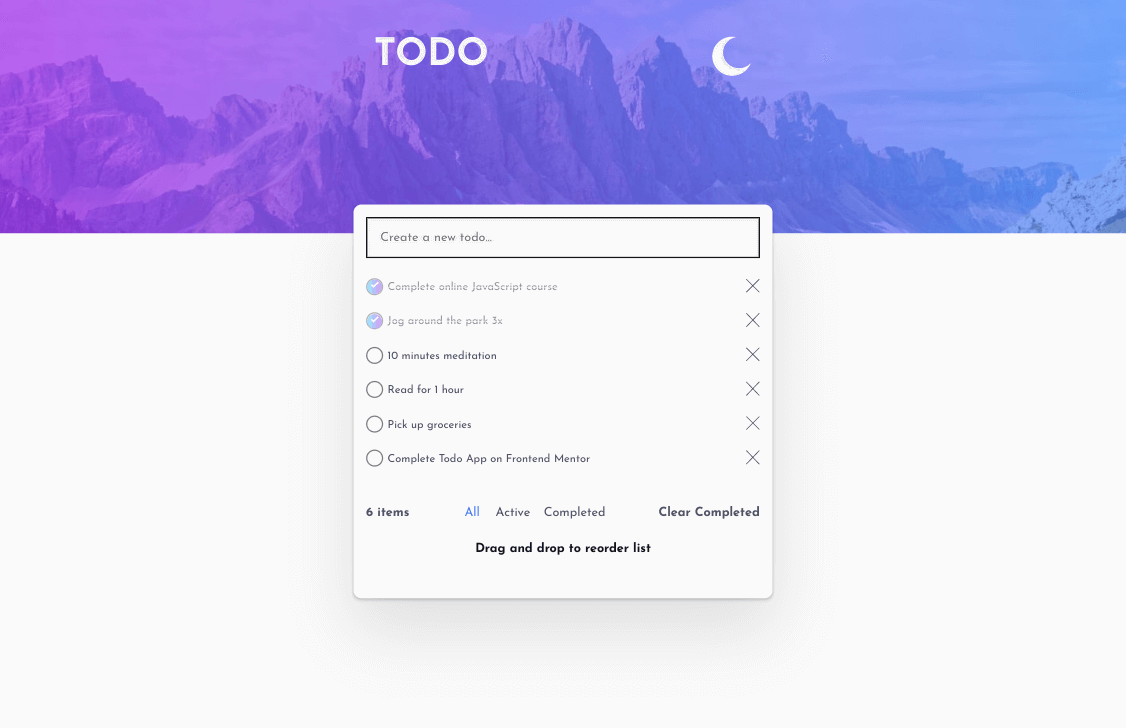 TODO
Create a new todo...
Complete online JavaScript course
Jog around the park 3x
10 minutes meditation
Read for 1 hour
Pick up groceries
Complete Todo App on Frontend Mentor
6 items All Active Completed Clear Completed
Drag and drop to reorder list